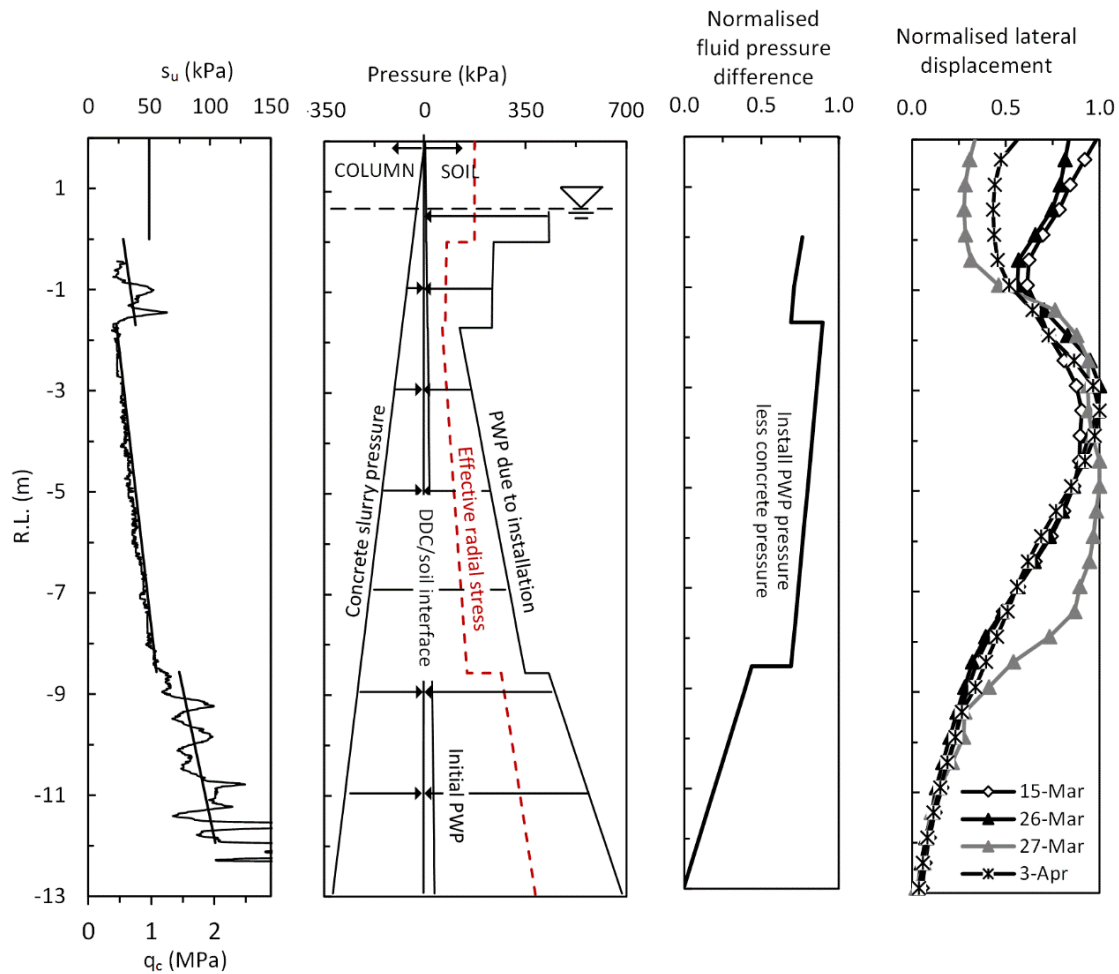 Normalised
fluid pressure
difference
Normalised lateral
displacement
s_u (kPa)
Pressure (kPa)
0 50 100 150
-350 0 350 700
0.0 0.5 1.0
0.0 0.5 1.0
COLUMN
SOIL
R.L. (m)
1
-1
-3
-5
-7
-9
-11
-13
Concrete slurry pressure
DDC/soil interface
Effective radial stress
PWP due to installation
Initial PWP
Install PWP pressure
less concrete pressure
15-Mar
26-Mar
27-Mar
3-Apr
0 1 2
q_c (MPa)